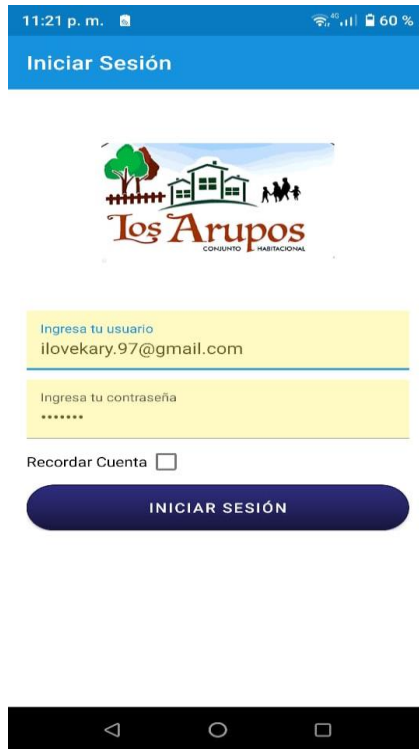 11:21 p. m.
4G
60 %
Iniciar Sesión
Los Arupos
CONJUNTO HABITACIONAL
Ingresa tu usuario
ilovekary.97@gmail.com
Ingresa tu contraseña
•••••••
Recordar Cuenta
INICIAR SESIÓN